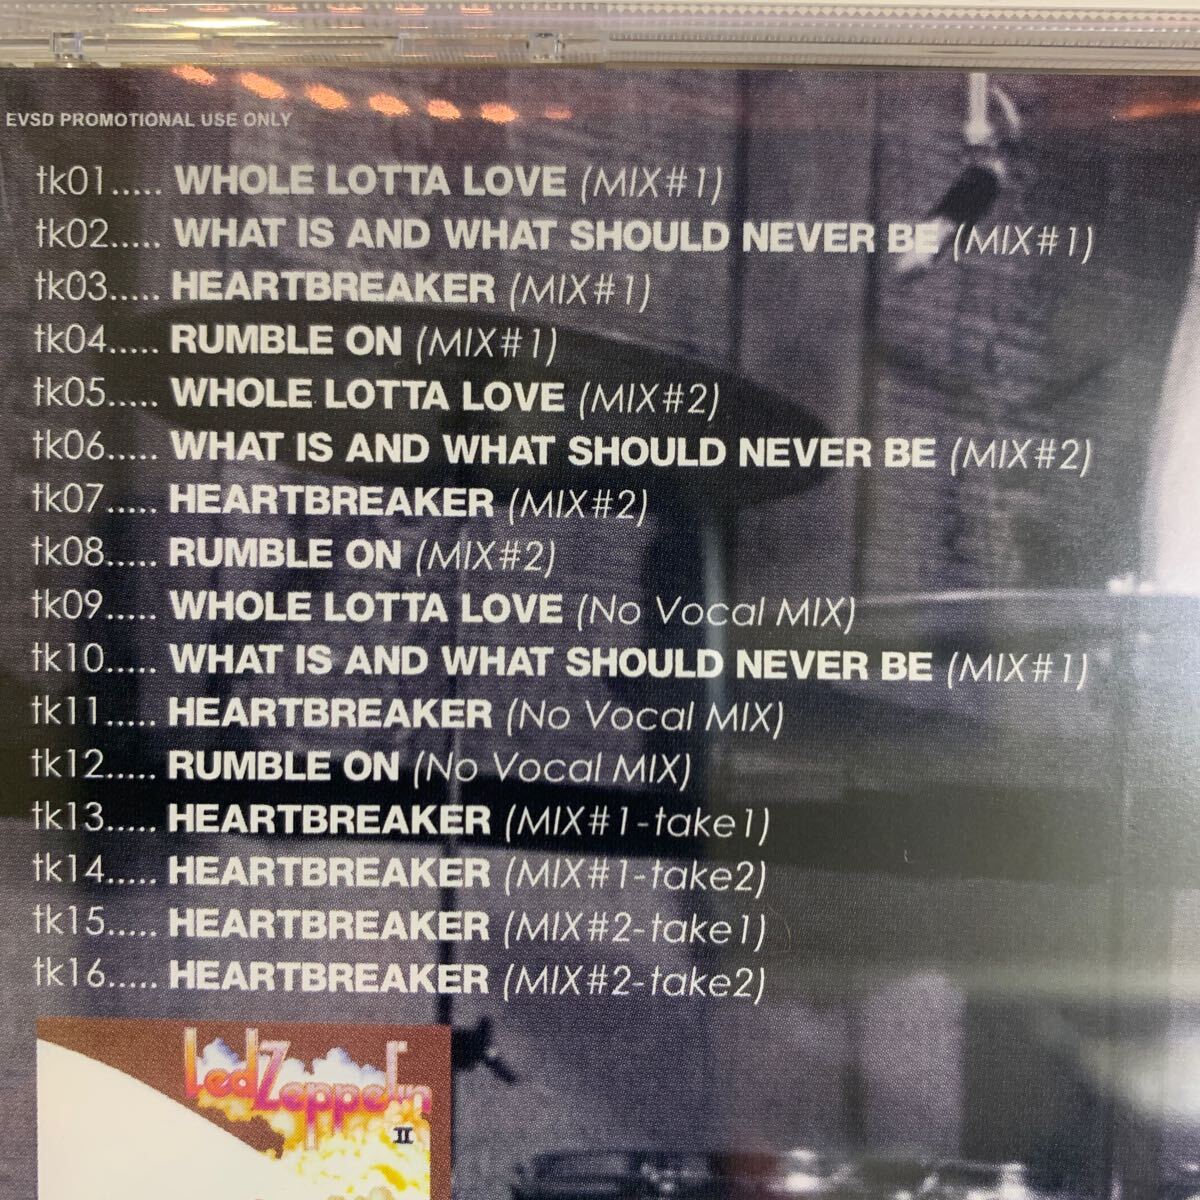 EVSD PROMOTIONAL USE ONLY
tk01..... WHOLE LOTTA LOVE (MIX#1)
tk02..... WHAT IS AND WHAT SHOULD NEVER BE (MIX#1)
tk03..... HEARTBREAKER (MIX#1)
tk04..... RUMBLE ON (MIX#1)
tk05..... WHOLE LOTTA LOVE (MIX#2)
tk06..... WHAT IS AND WHAT SHOULD NEVER BE (MIX#2)
tk07..... HEARTBREAKER (MIX#2)
tk08..... RUMBLE ON (MIX#2)
tk09..... WHOLE LOTTA LOVE (No Vocal MIX)
tk10..... WHAT IS AND WHAT SHOULD NEVER BE (MIX#1)
tk11..... HEARTBREAKER (No Vocal MIX)
tk12..... RUMBLE ON (No Vocal MIX)
tk13..... HEARTBREAKER (MIX#1-take1)
tk14..... HEARTBREAKER (MIX#1-take2)
tk15..... HEARTBREAKER (MIX#2-take1)
tk16..... HEARTBREAKER (MIX#2-take2)
Led Zeppelin
II